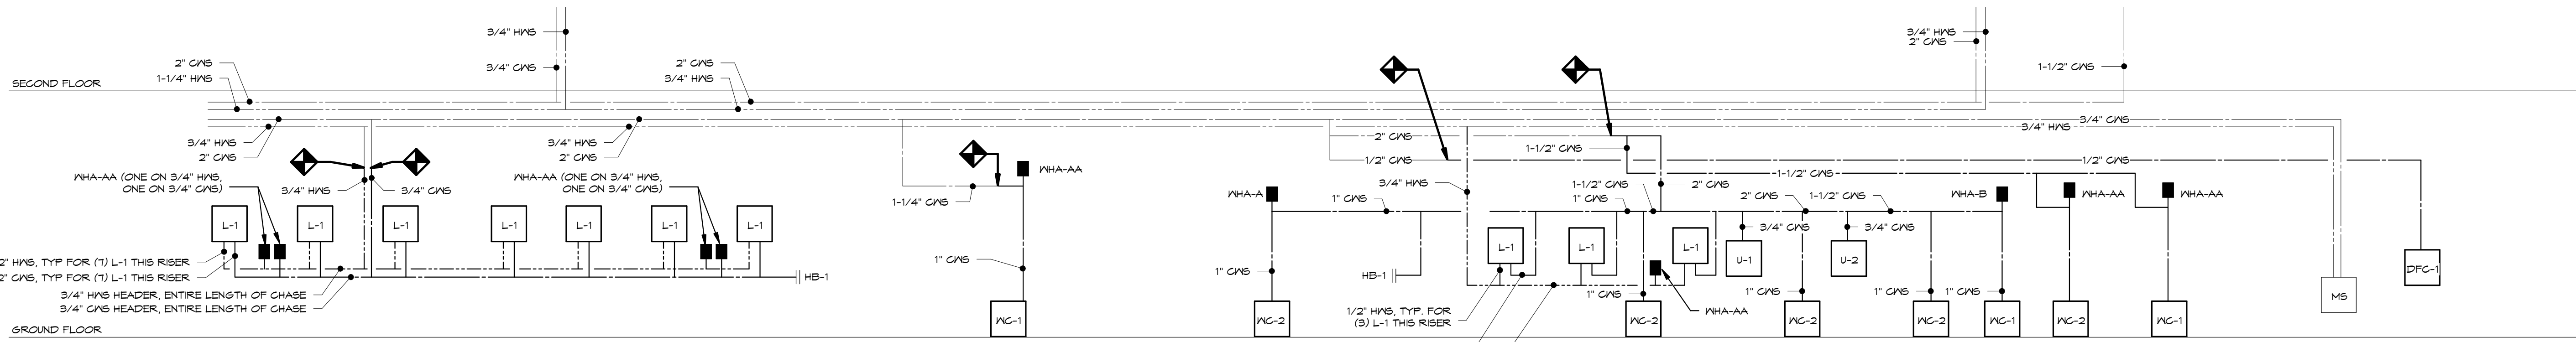 3/4" HWS
3/4" HWS
2" CWS
2" CWS
1-1/4" HWS
3/4" CWS
2" CWS
3/4" HWS
1-1/2" CWS
SECOND FLOOR
3/4" HWS
2" CWS
3/4" HWS
2" CWS
2" CWS
1/2" CWS
1-1/2" CWS
3/4" CWS
3/4" HWS
1/2" CWS
1-1/2" CWS
WHA-AA (ONE ON 3/4" HWS,
ONE ON 3/4" CWS)
3/4" HWS
3/4" CWS
WHA-AA (ONE ON 3/4" HWS,
ONE ON 3/4" CWS)
WHA-AA
1-1/4" CWS
WHA-A
1" CWS
3/4" HWS
1-1/2" CWS
1" CWS
2" CWS
2" CWS
1-1/2" CWS
WHA-B
WHA-AA
WHA-AA
L-1
L-1
L-1
L-1
L-1
L-1
L-1
L-1
L-1
L-1
3/4" CWS
3/4" CWS
U-1
U-2
2" HWS, TYP FOR (7) L-1 THIS RISER
2" CWS, TYP FOR (7) L-1 THIS RISER
1" CWS
1" CWS
HB-1
HB-1
DFC-1
3/4" HWS HEADER, ENTIRE LENGTH OF CHASE
3/4" CWS HEADER, ENTIRE LENGTH OF CHASE
1" CWS
1" CWS
1" CWS
1" CWS
MS
1/2" HWS, TYP. FOR
(3) L-1 THIS RISER
WHA-AA
GROUND FLOOR
WC-1
WC-2
WC-2
WC-2
WC-2
WC-1
WC-2
WC-1